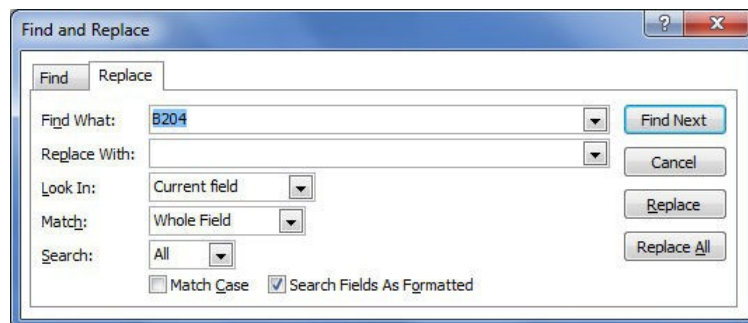 Find and Replace
Find Replace
Find What: B204 Find Next
Replace With: Cancel
Look In: Current field
Match: Whole Field Replace
Search: All Replace All
Match Case Search Fields As Formatted